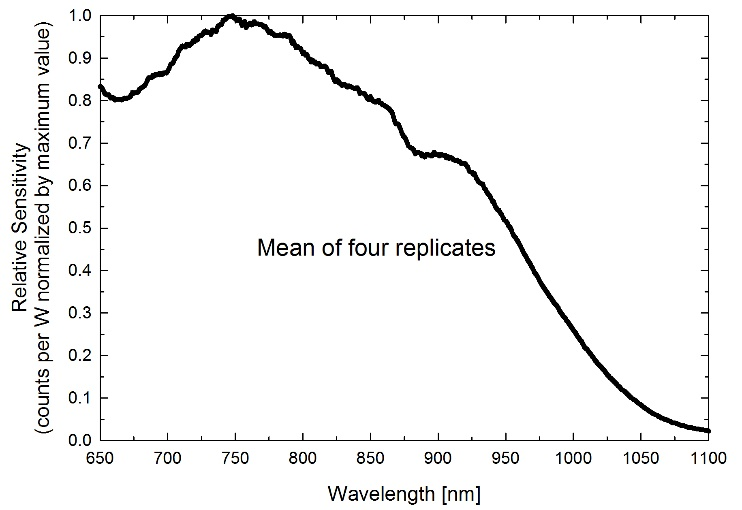 Relative Sensitivity
(counts per W normalized by maximum value)
1.0
0.9
0.8
0.7
0.6
0.5
0.4
0.3
0.2
0.1
0.0
Mean of four replicates
650 700 750 800 850 900 950 1000 1050 1100
Wavelength [nm]